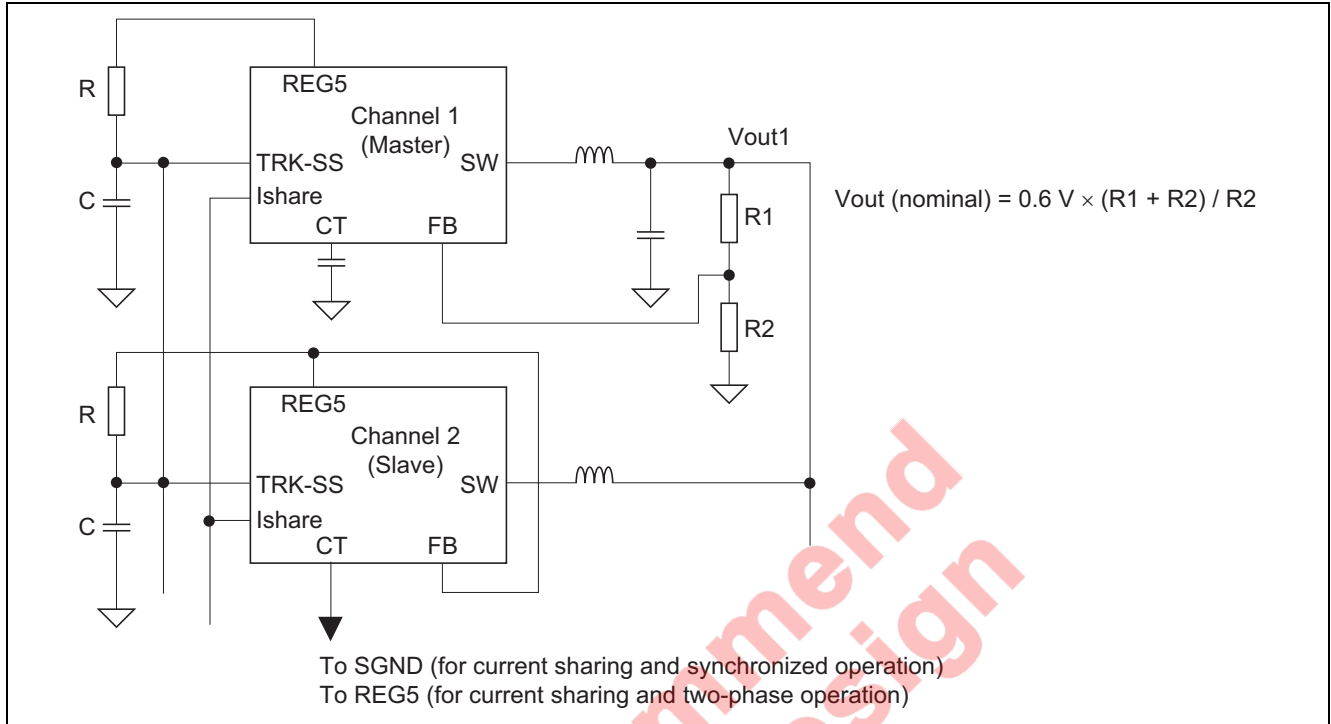 REG5
R
Channel 1
(Master)
Vout1
TRK-SS
SW
C
Ishare
Vout (nominal) = 0.6 V × (R1 + R2) / R2
R1
CT
FB
R2
REG5
R
Channel 2
(Slave)
TRK-SS
SW
C
Ishare
CT
FB
To SGND (for current sharing and synchronized operation)
To REG5 (for current sharing and two-phase operation)